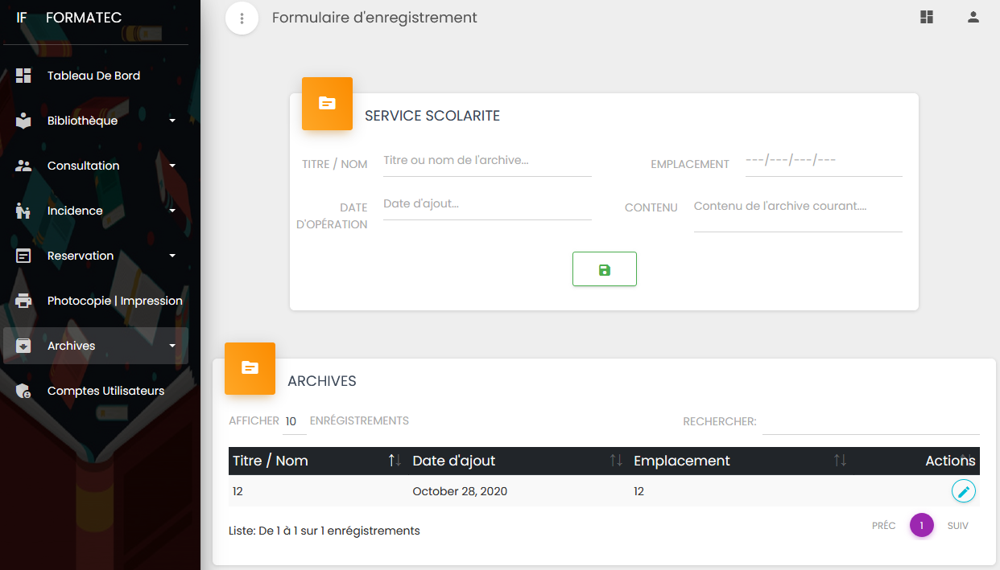 IF FORMATEC
Formulaire d'enregistrement
Tableau De Bord
Bibliothèque
Consultation
Incidence
Reservation
Photocopie | Impression
Archives
Comptes Utilisateurs
SERVICE SCOLARITE
TITRE / NOM Titre ou nom de l'archive... EMPLACEMENT ---/---/---/---
DATE D'OPÉRATION Date d'ajout... CONTENU Contenu de l'archive courant....
ARCHIVES
AFFICHER 10 ENRÉGISTREMENTS RECHERCHER:
Titre / Nom Date d'ajout Emplacement Actions
12 October 28, 2020 12
Liste: De 1 à 1 sur 1 enrégistrements PRÉC 1 SUIV